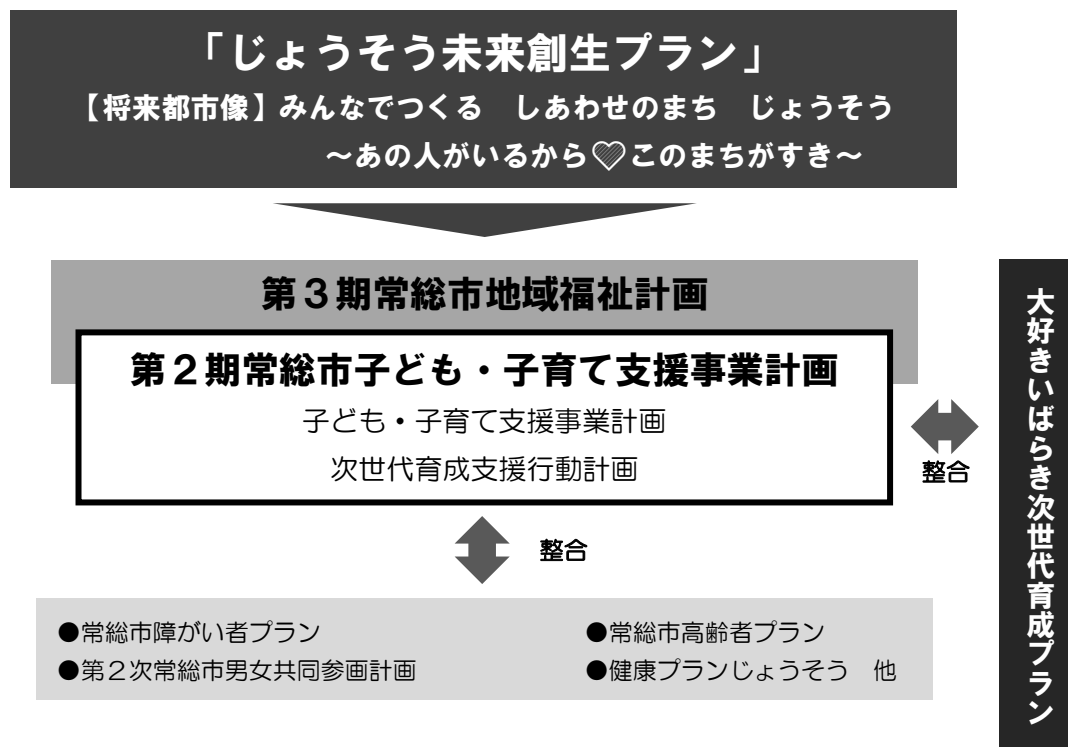 「じょうそう未来創生プラン」
【将来都市像】みんなでつくる　しあわせのまち　じょうそう
～あの人がいるから♡このまちがすき～
第３期常総市地域福祉計画
第２期常総市子ども・子育て支援事業計画
子ども・子育て支援事業計画
次世代育成支援行動計画
整合
大好きいばらき次世代育成プラン
整合
●常総市障がい者プラン
●常総市高齢者プラン
●第２次常総市男女共同参画計画
●健康プランじょうそう　他